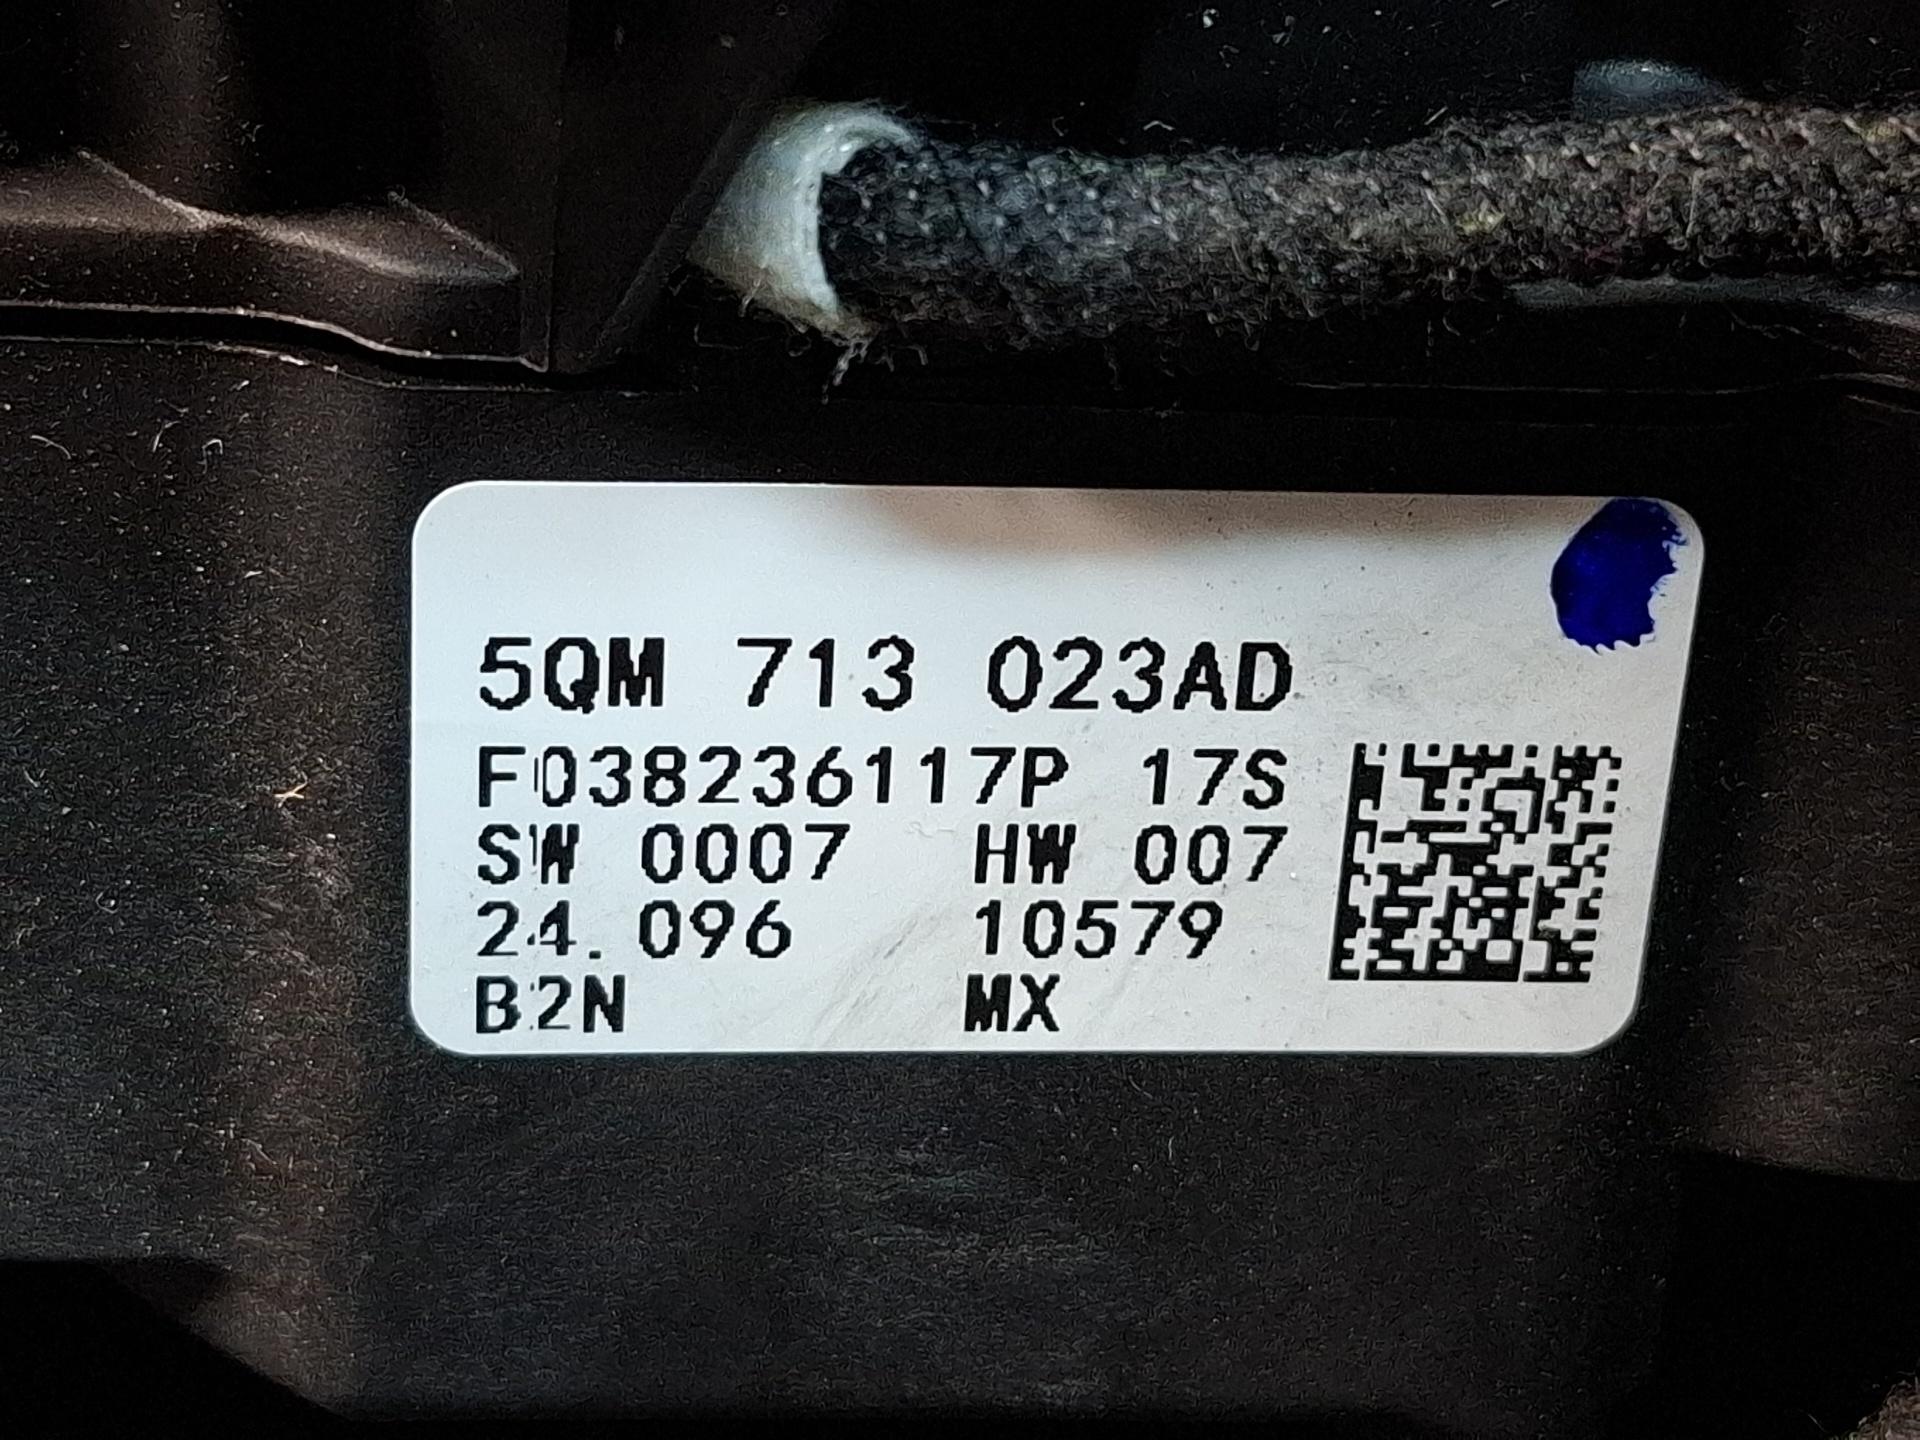 5QM 713 023AD
F038236117P 17S
SW 0007 HW 007
24.096 10579
B2N MX